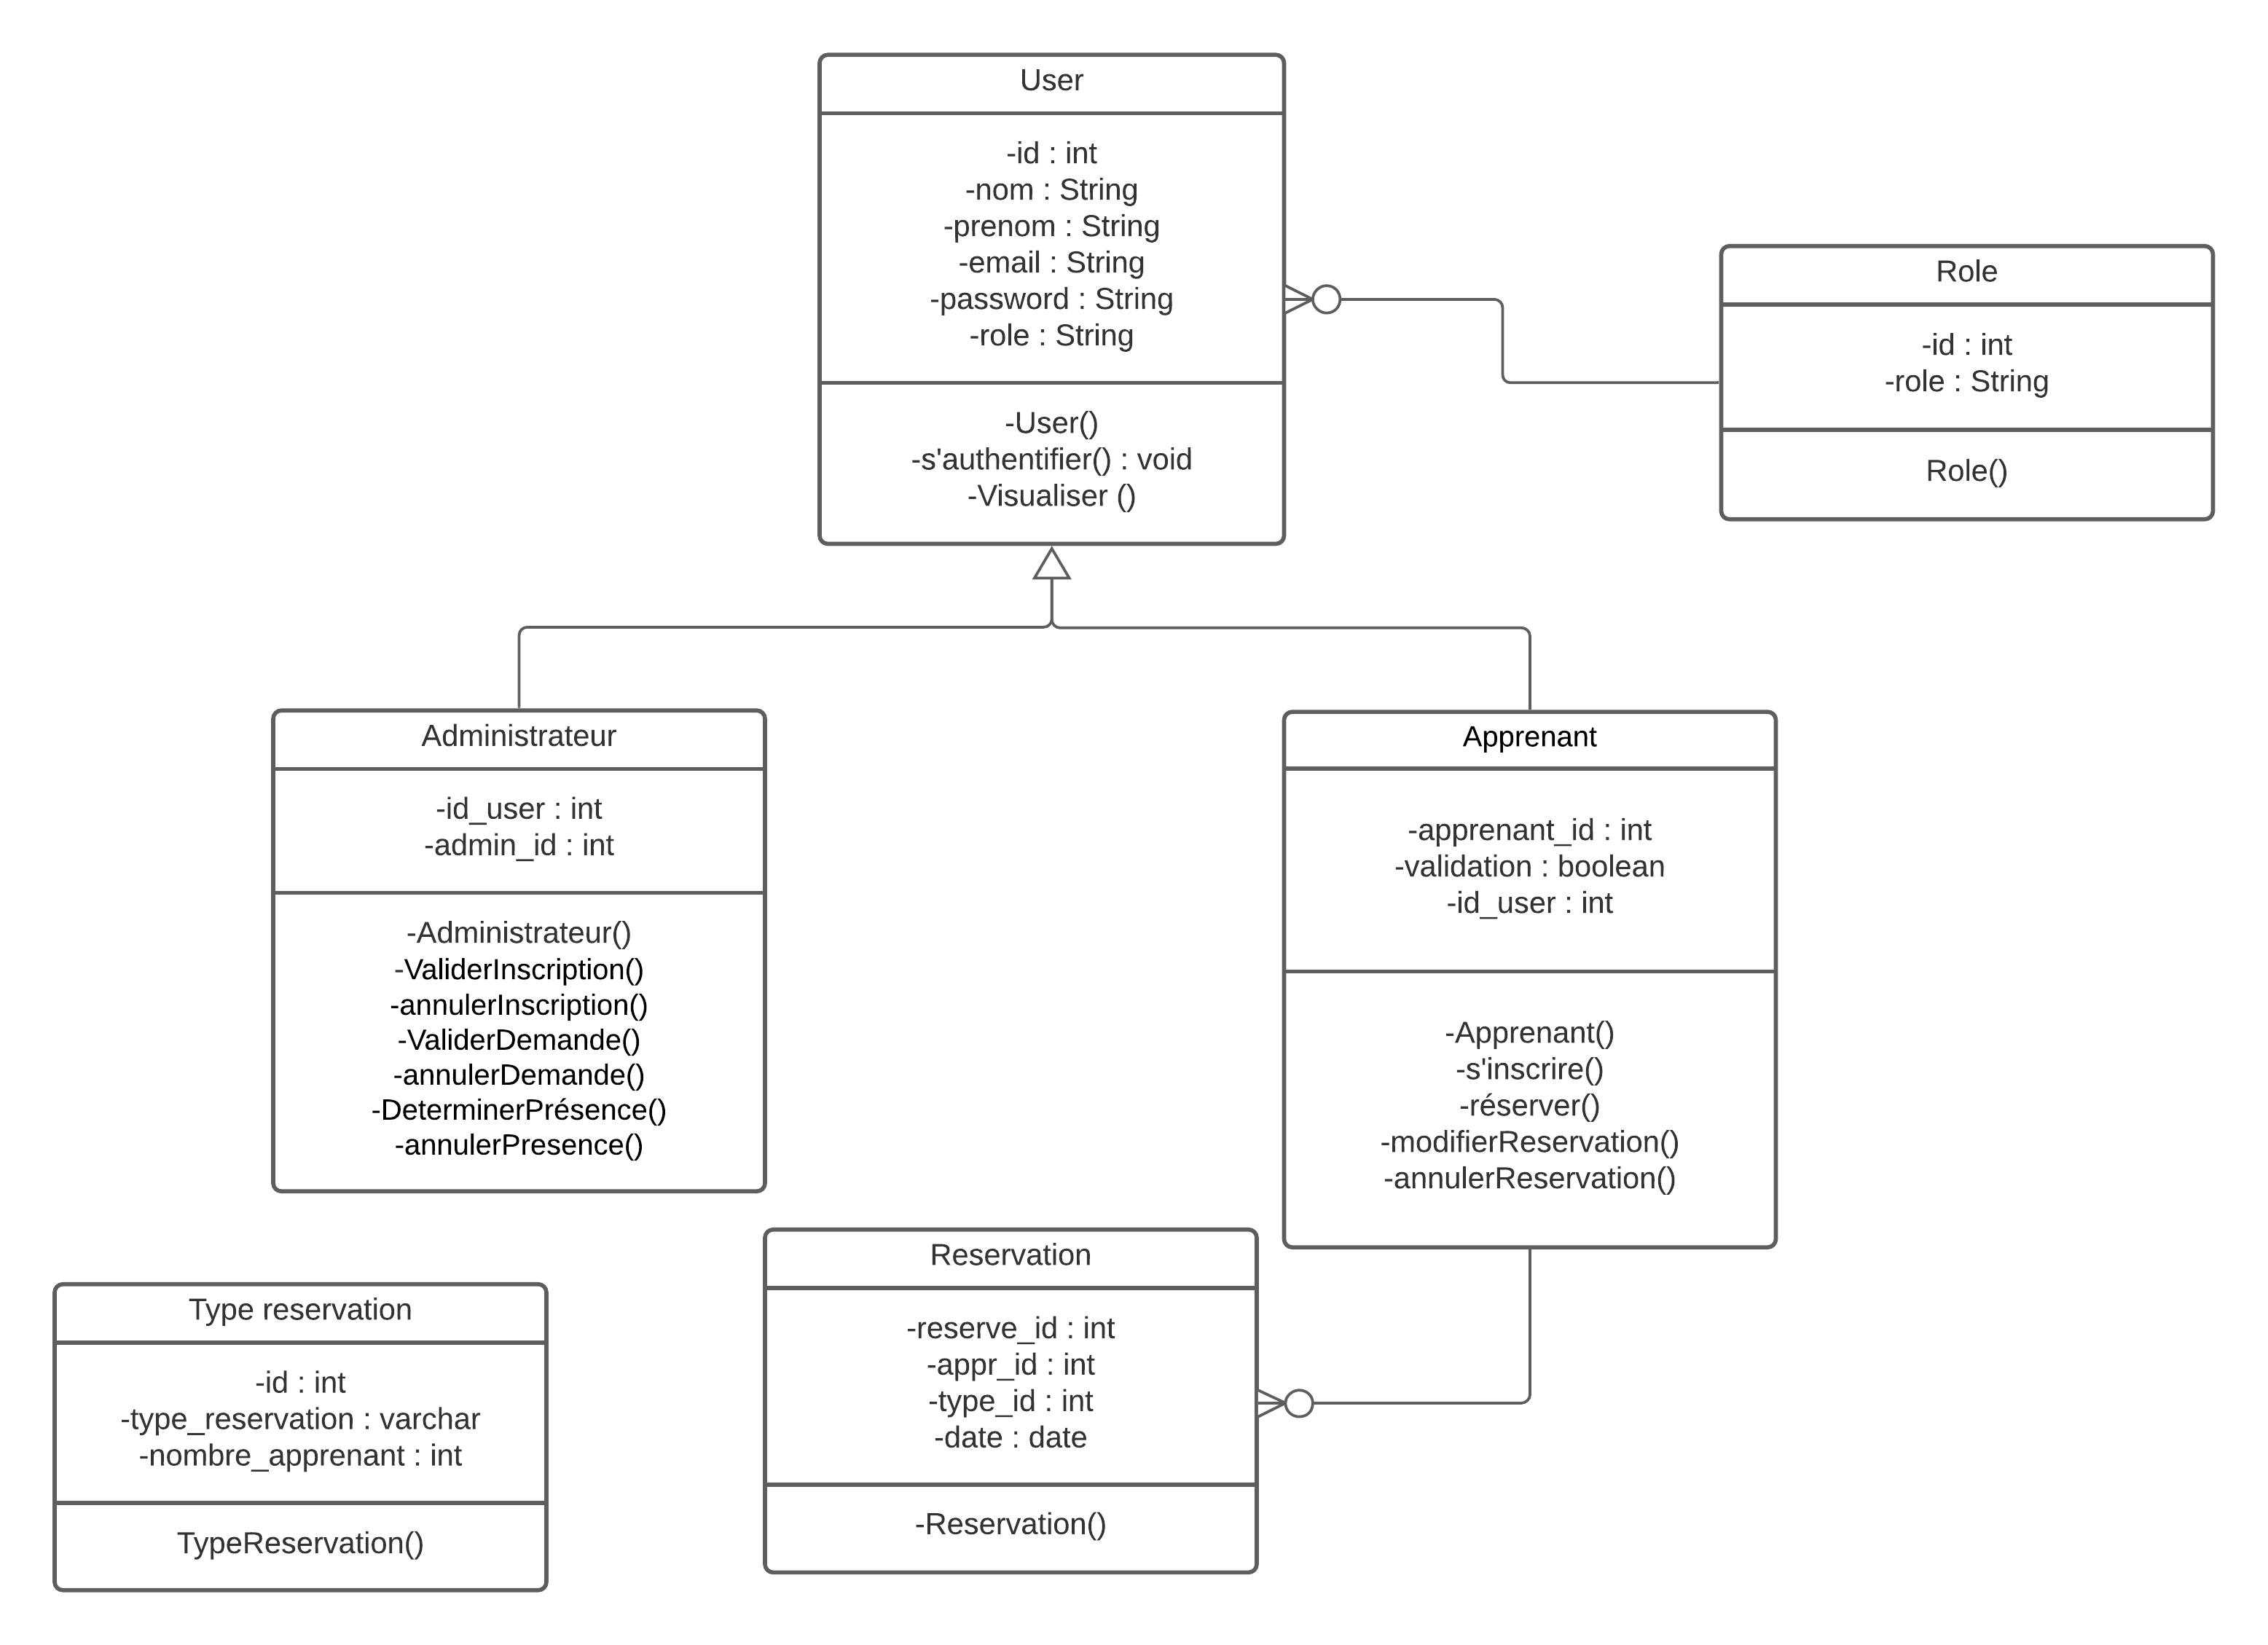 User
-id : int
-nom : String
-prenom : String
-email : String
-password : String
-role : String
-User()
-s'authentifier() : void
-Visualiser ()
Role
-id : int
-role : String
Role()
Administrateur
-id_user : int
-admin_id : int
-Administrateur()
-ValiderInscription()
-annulerInscription()
-ValiderDemande()
-annulerDemande()
-DeterminerPrésence()
-annulerPresence()
Apprenant
-apprenant_id : int
-validation : boolean
-id_user : int
-Apprenant()
-s'inscrire()
-réserver()
-modifierReservation()
-annulerReservation()
Type reservation
-id : int
-type_reservation : varchar
-nombre_apprenant : int
TypeReservation()
Reservation
-reserve_id : int
-appr_id : int
-type_id : int
-date : date
-Reservation()